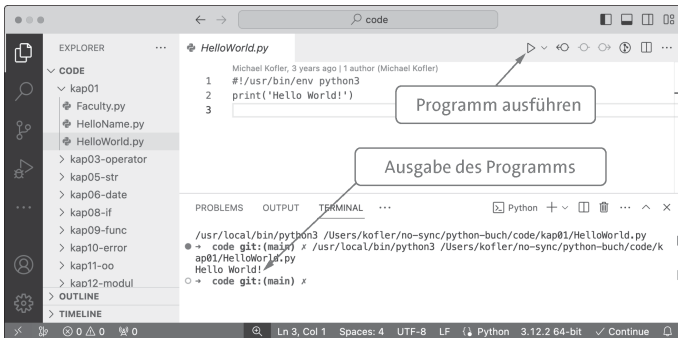 code
EXPLORER ...
CODE
kap01
Faculty.py
HelloName.py
HelloWorld.py
kap03-operator
kap05-str
kap06-date
kap08-if
kap09-func
kap10-error
kap11-oo
kap12-modul
OUTLINE
TIMELINE
HelloWorld.py
Michael Kofler, 3 years ago | 1 author (Michael Kofler)
1 #!/usr/bin/env python3
2 print('Hello World!')
3
Programm ausführen
Ausgabe des Programms
PROBLEMS OUTPUT TERMINAL ... Python
/usr/local/bin/python3 /Users/kofler/no-sync/python-buch/code/kap01/HelloWorld.py
→ code git:(main) ✗ /usr/local/bin/python3 /Users/kofler/no-sync/python-buch/code/k
ap01/HelloWorld.py
Hello World!
→ code git:(main) ✗
0 0 0 Ln 3, Col 1 Spaces: 4 UTF-8 LF Python 3.12.2 64-bit Continue